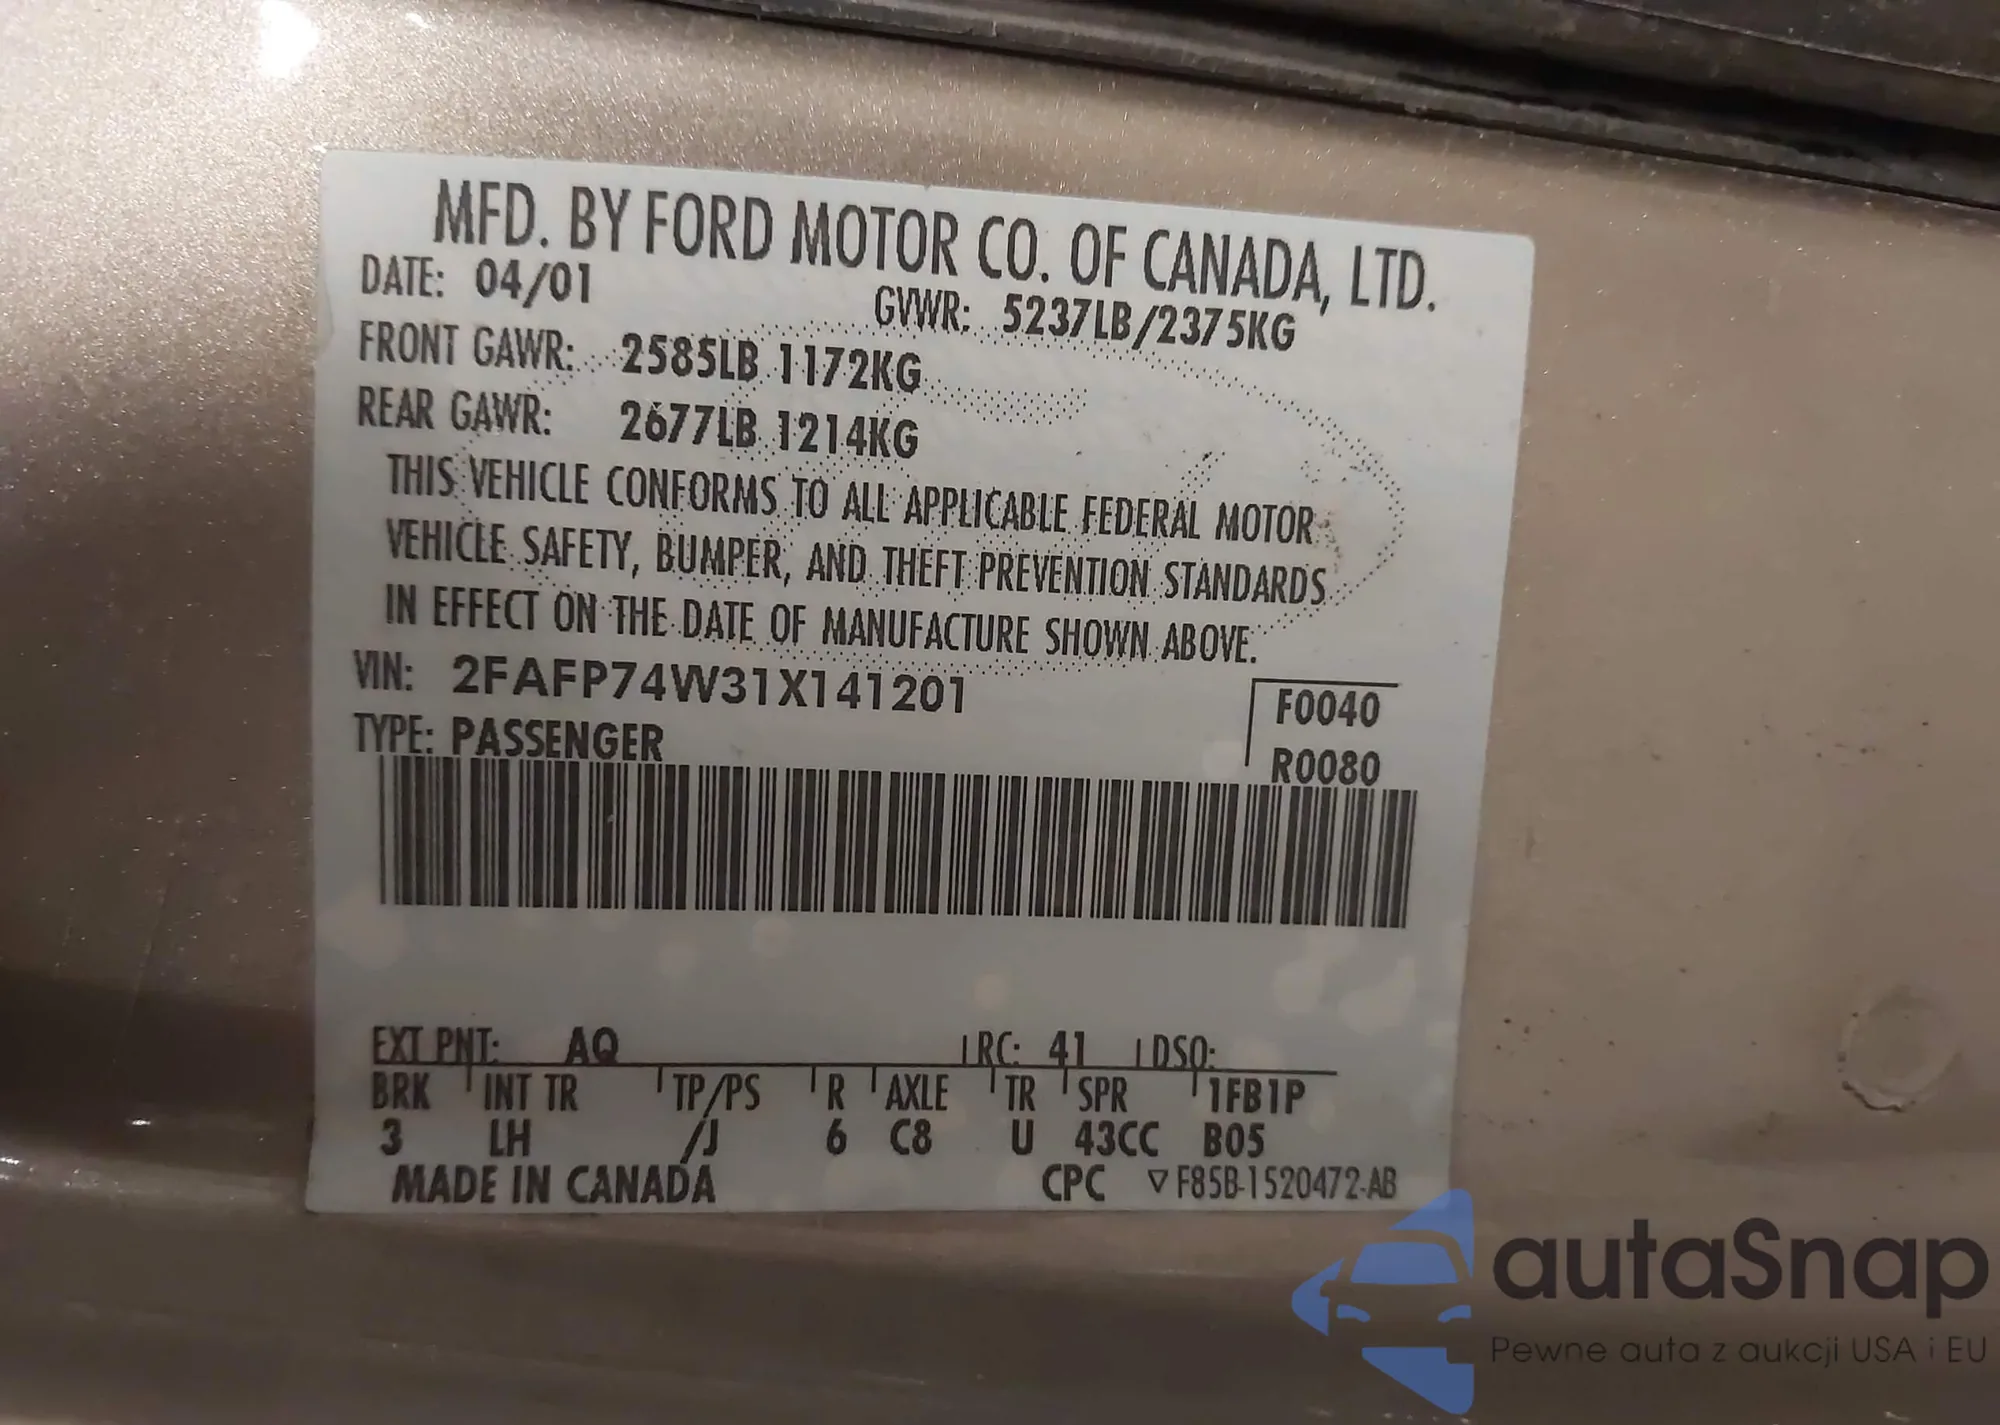 MFD. BY FORD MOTOR CO. OF CANADA, LTD.
DATE: 04/01 GVWR: 5237LB/2375KG
FRONT GAWR: 2585LB 1172KG
REAR GAWR: 2677LB 1214KG
THIS VEHICLE CONFORMS TO ALL APPLICABLE FEDERAL MOTOR
VEHICLE SAFETY, BUMPER, AND THEFT PREVENTION STANDARDS
IN EFFECT ON THE DATE OF MANUFACTURE SHOWN ABOVE.
VIN: 2FAFP74W31X141201 F0040
TYPE: PASSENGER R0080
EXT PNT: AQ RC: 41 DSO:
BRK INT TR TP/PS R AXLE TR SPR 1FB1P
3 LH /J 6 C8 U 43CC B05
MADE IN CANADA CPC ▽ F85B-1520472-AB
autaSnap
Pewne auta z aukcji USA i EU